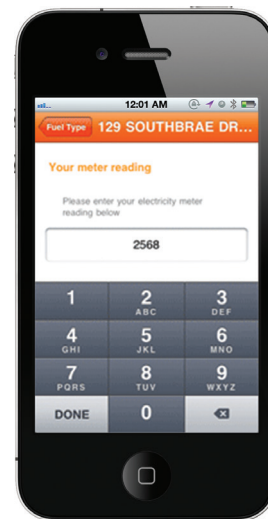 12:01 AM
Fuel Type 129 SOUTHBRAE DR...
Your meter reading
Please enter your electricity meter
reading below
2568
1 2 3
ABC DEF
4 5 6
GHI JKL MNO
7 8 9
PQRS TUV WXYZ
DONE 0